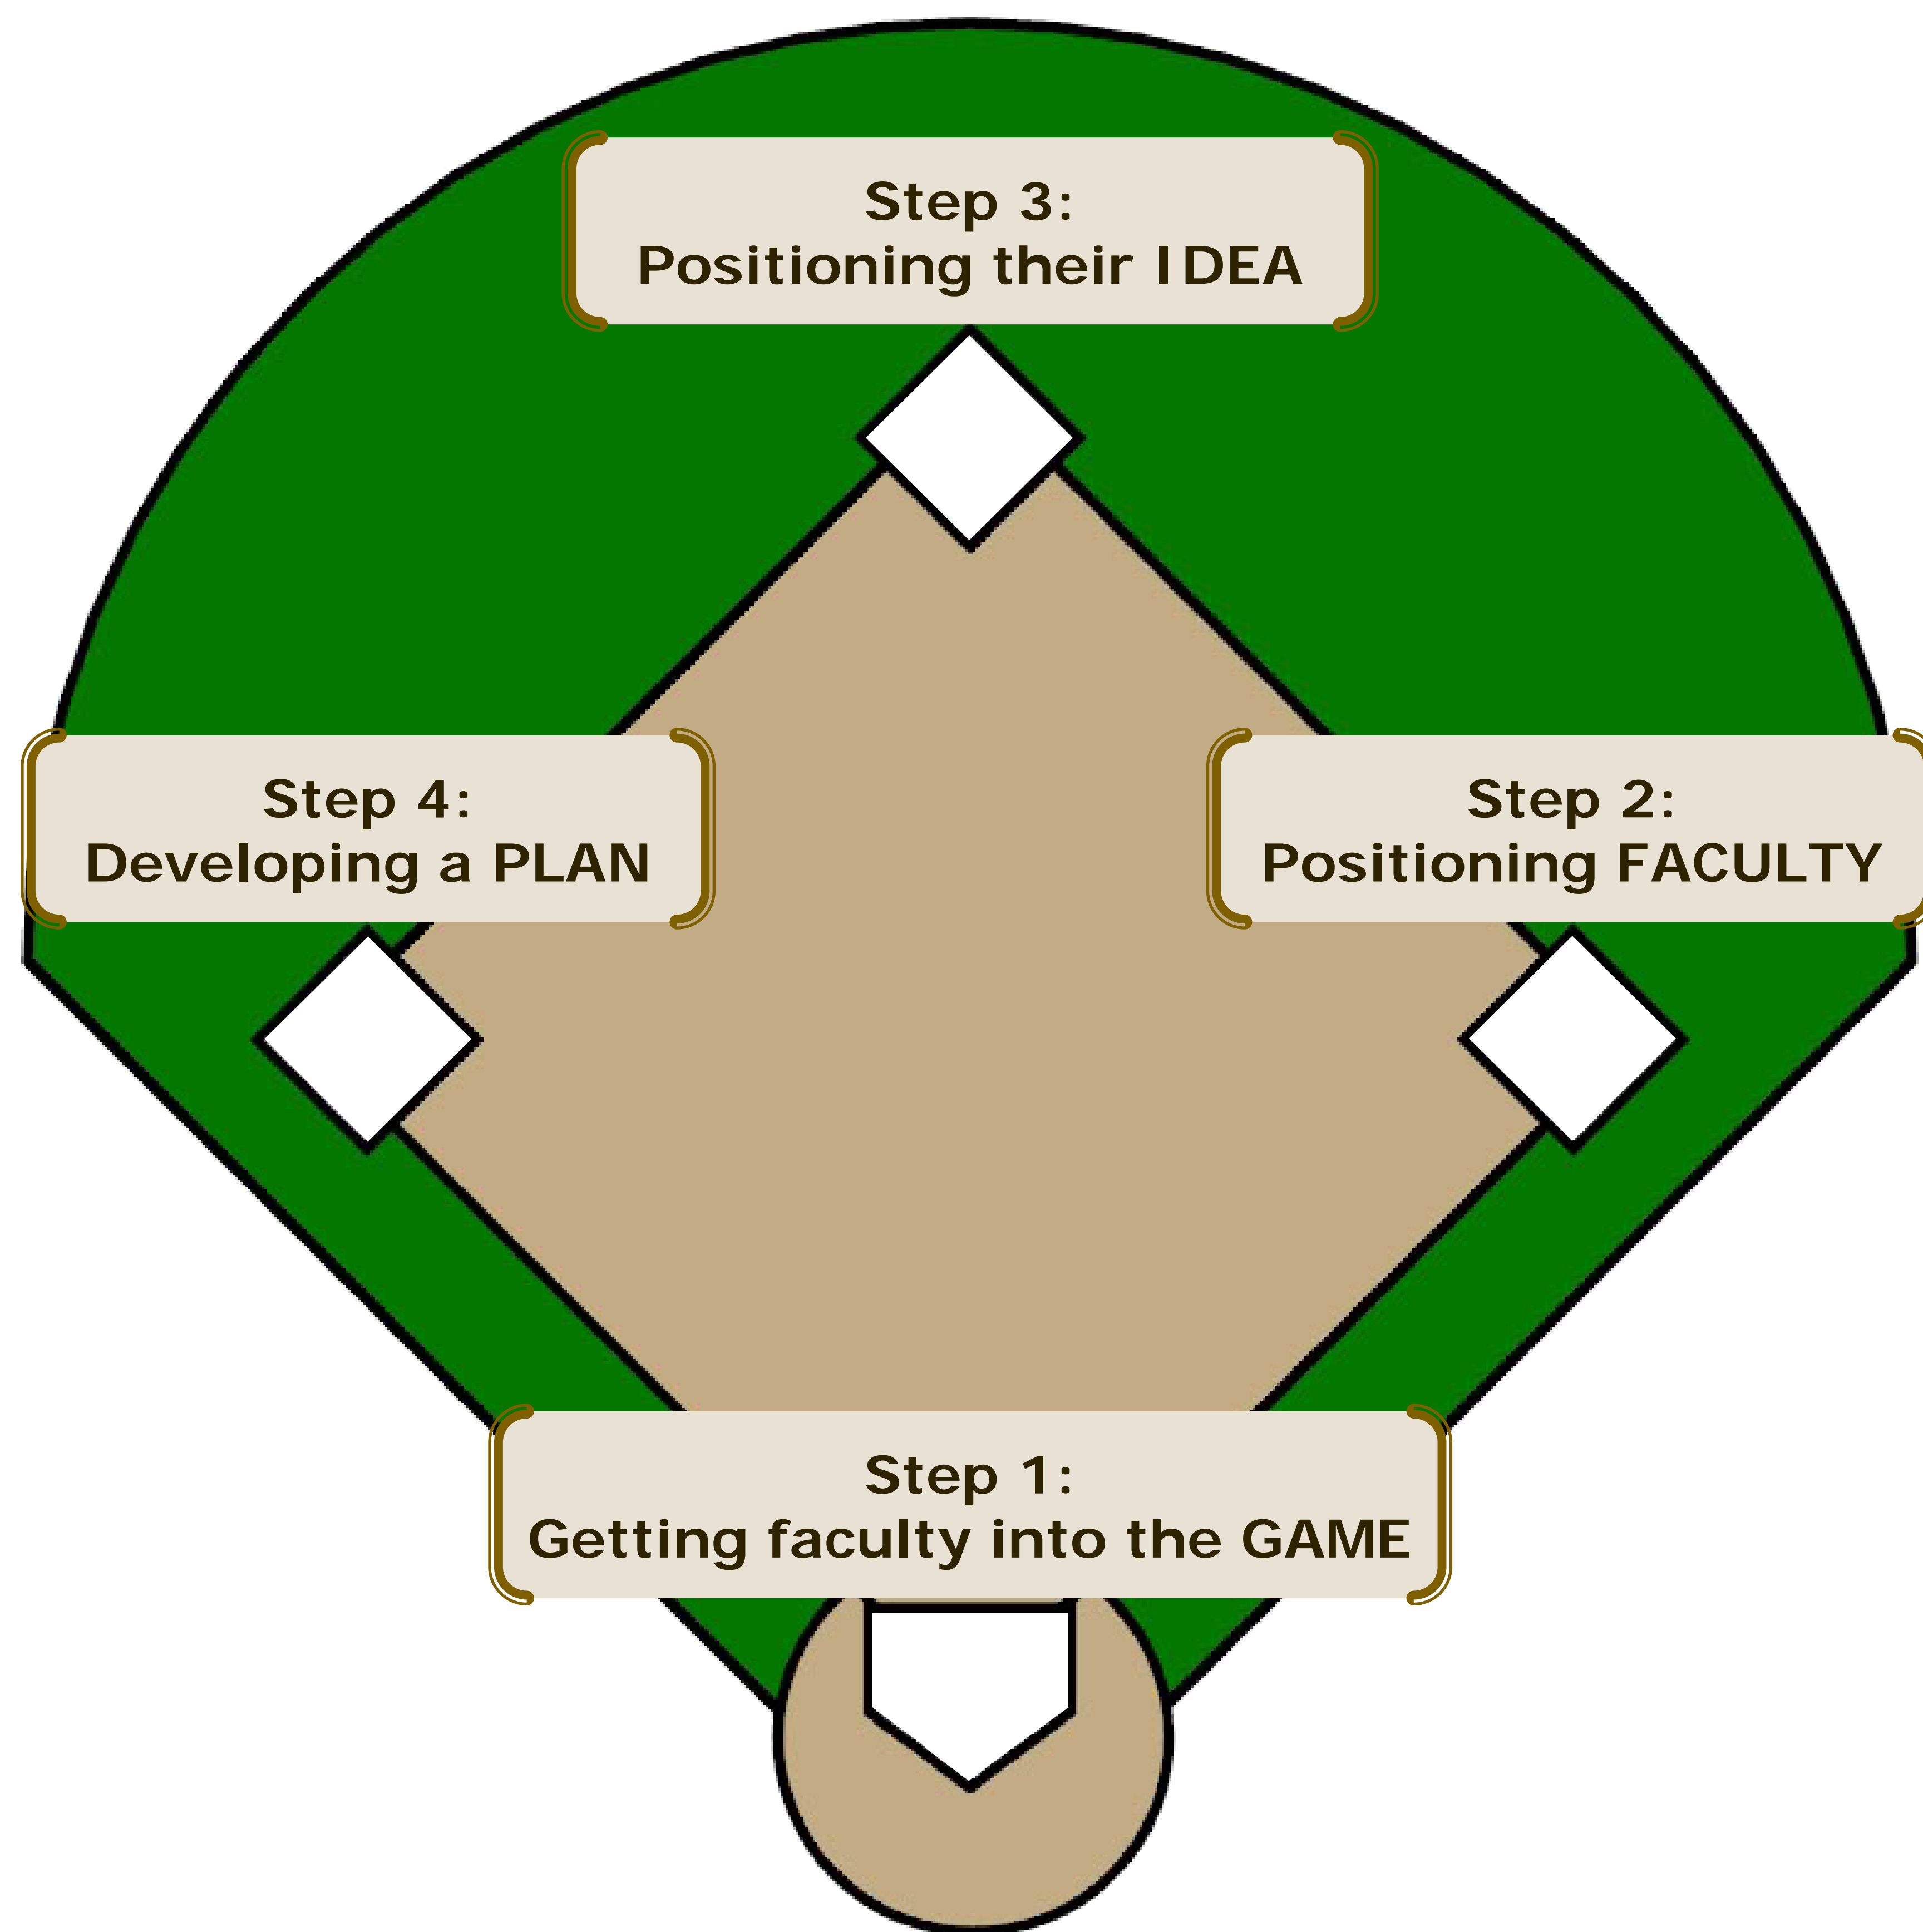 Step 3:
Positioning their IDEA
Step 4:
Developing a PLAN
Step 2:
Positioning FACULTY
Step 1:
Getting faculty into the GAME